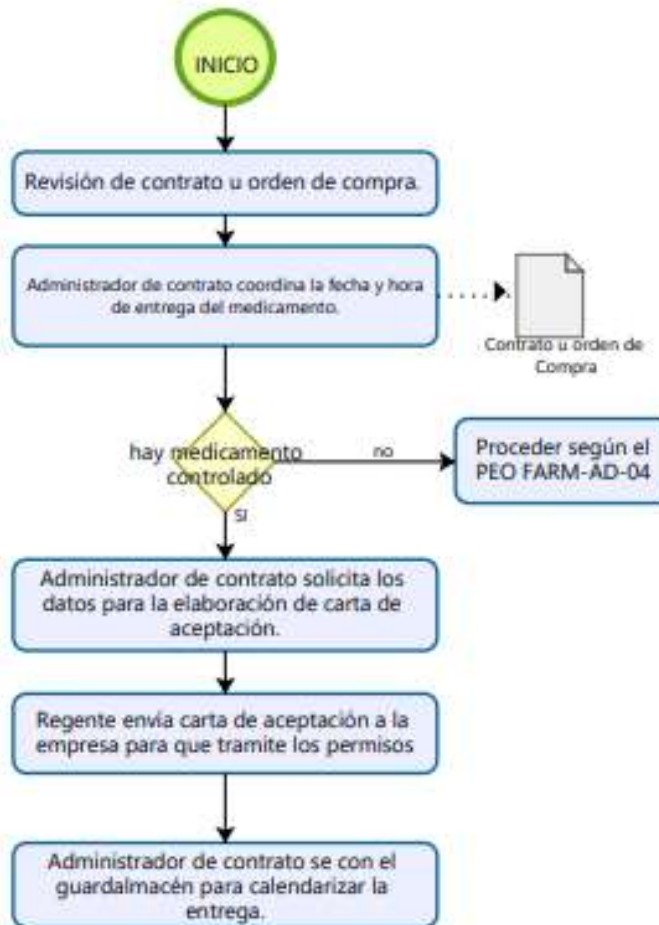 INICIO
Revisión de contrato u orden de compra.
Administrador de contrato coordina la fecha y hora
de entrega del medicamento.
Contrato u orden de
Compra
hay medicamento
controlado
no
Proceder según el
PEO FARM-AD-04
SI
Administrador de contrato solicita los
datos para la elaboración de carta de
aceptación.
Regente envía carta de aceptación a la
empresa para que tramite los permisos
Administrador de contrato se con el
guardalmacén para calendarizar la
entrega.